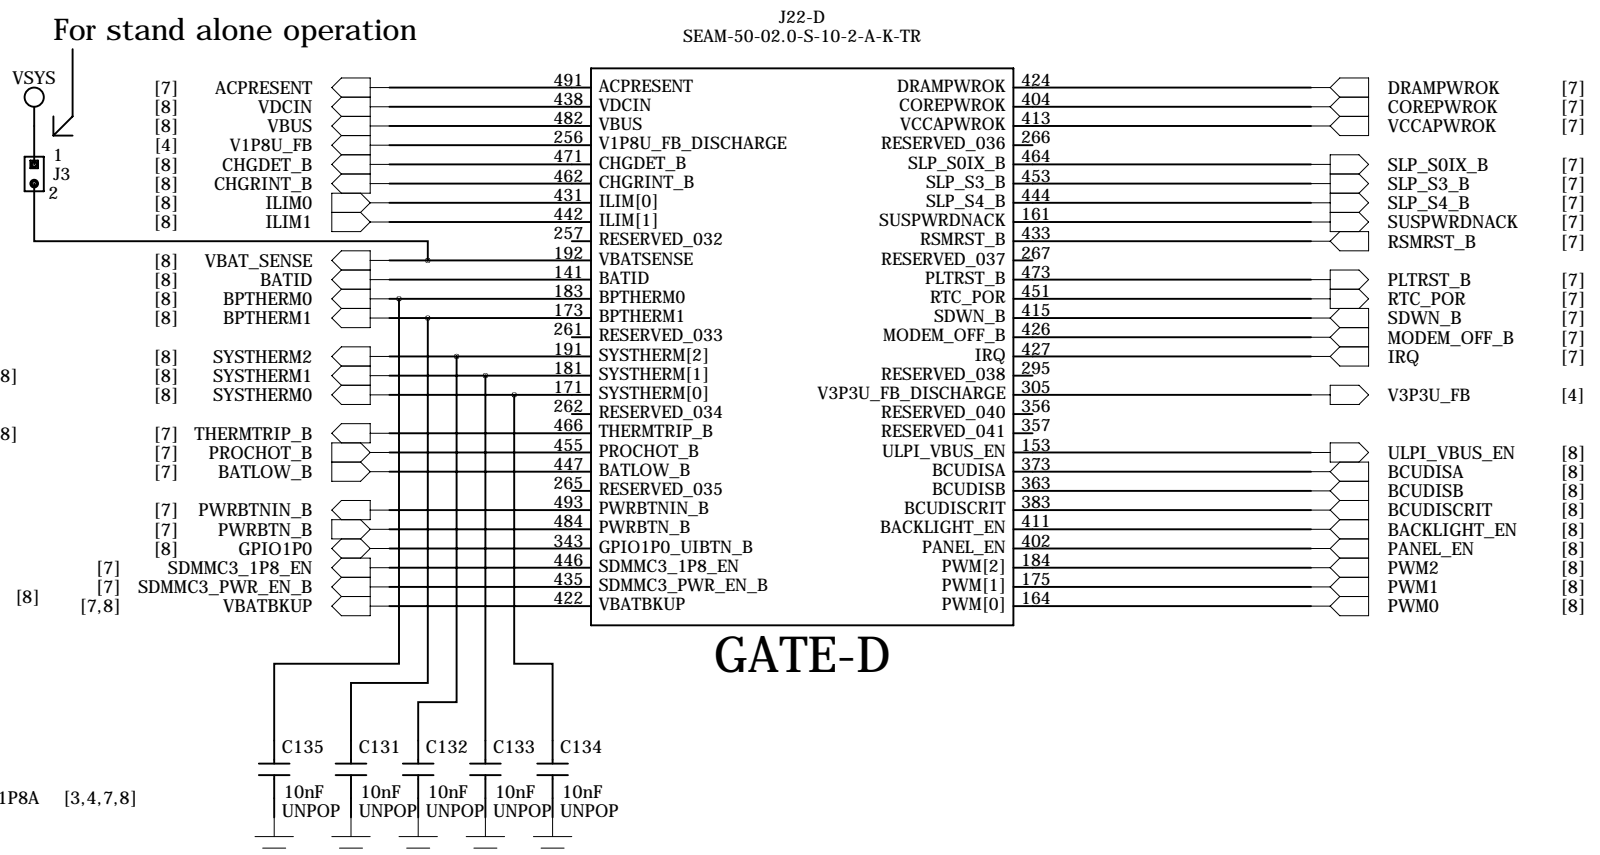 For stand alone operation
J22-D
SEAM-50-02.0-S-10-2-A-K-TR
VSYS
1
J3
2
[7] ACPRESENT 491 ACPRESENT DRAMPWROK 424 DRAMPWROK [7]
[8] VDCIN 438 VDCIN COREPWROK 404 COREPWROK [7]
[8] VBUS 482 VBUS VCCAPWROK 413 VCCAPWROK [7]
[4] V1P8U_FB 256 V1P8U_FB_DISCHARGE RESERVED_036 266
[8] CHGDET_B 471 CHGDET_B SLP_S0IX_B 464 SLP_S0IX_B [7]
[8] CHGRINT_B 462 CHGRINT_B SLP_S3_B 453 SLP_S3_B [7]
[8] ILIM0 431 ILIM[0] SLP_S4_B 444 SLP_S4_B [7]
[8] ILIM1 442 ILIM[1] SUSPWRDNACK 161 SUSPWRDNACK [7]
257 RESERVED_032 RSMRST_B 433 RSMRST_B [7]
[8] VBAT_SENSE 192 VBATSENSE RESERVED_037 267
[8] BATID 141 BATID PLTRST_B 473 PLTRST_B [7]
[8] BPTHERM0 183 BPTHERM0 RTC_POR 451 RTC_POR [7]
[8] BPTHERM1 173 BPTHERM1 SDWN_B 415 SDWN_B [7]
261 RESERVED_033 MODEM_OFF_B 426 MODEM_OFF_B [7]
[8] SYSTHERM2 191 SYSTHERM[2] IRQ 427 IRQ [7]
8] [8] SYSTHERM1 181 SYSTHERM[1] RESERVED_038 295
[8] SYSTHERM0 171 SYSTHERM[0] V3P3U_FB_DISCHARGE 305 V3P3U_FB [4]
262 RESERVED_034 RESERVED_040 356
8] [7] THERMTRIP_B 466 THERMTRIP_B RESERVED_041 357
[7] PROCHOT_B 455 PROCHOT_B ULPI_VBUS_EN 153 ULPI_VBUS_EN [8]
[7] BATLOW_B 447 BATLOW_B BCUDISA 373 BCUDISA [8]
265 RESERVED_035 BCUDISB 363 BCUDISB [8]
[7] PWRBTNIN_B 493 PWRBTNIN_B BCUDISCRIT 383 BCUDISCRIT [8]
[7] PWRBTN_B 484 PWRBTN_B BACKLIGHT_EN 411 BACKLIGHT_EN [8]
[8] GPIO1P0 343 GPIO1P0_UIBTN_B PANEL_EN 402 PANEL_EN [8]
[7] SDMMC3_1P8_EN 446 SDMMC3_1P8_EN PWM[2] 184 PWM2 [8]
[7] SDMMC3_PWR_EN_B 435 SDMMC3_PWR_EN_B PWM[1] 175 PWM1 [8]
[8] [7,8] VBATBKUP 422 VBATBKUP PWM[0] 164 PWM0 [8]
GATE-D
C135 C131 C132 C133 C134
10nF 10nF 10nF 10nF 10nF
UNPOP UNPOP UNPOP UNPOP UNPOP
1P8A [3,4,7,8]